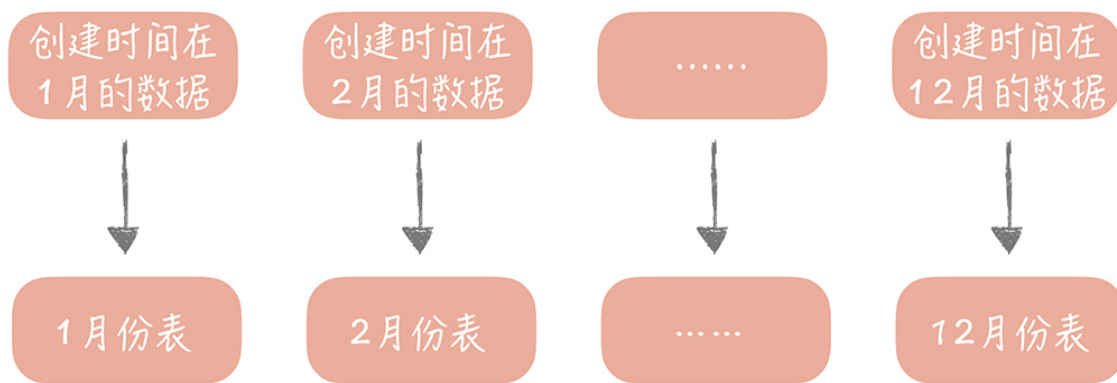 创建时间在
1月的数据
创建时间在
2月的数据
……
创建时间在
12月的数据
1月份表
2月份表
……
12月份表